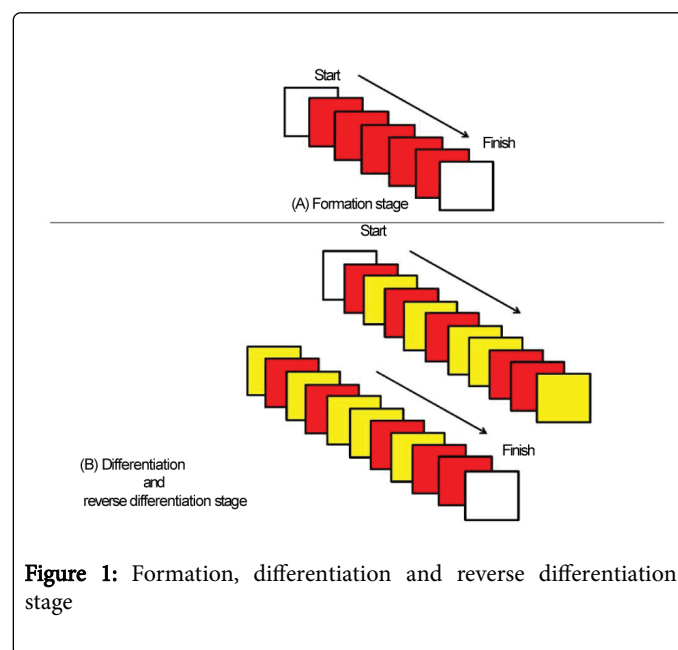 Start
Finish
(A) Formation stage
Start
Finish
(B) Differentiation
and
reverse differentiation stage
Figure 1: Formation, differentiation and reverse differentiation
stage